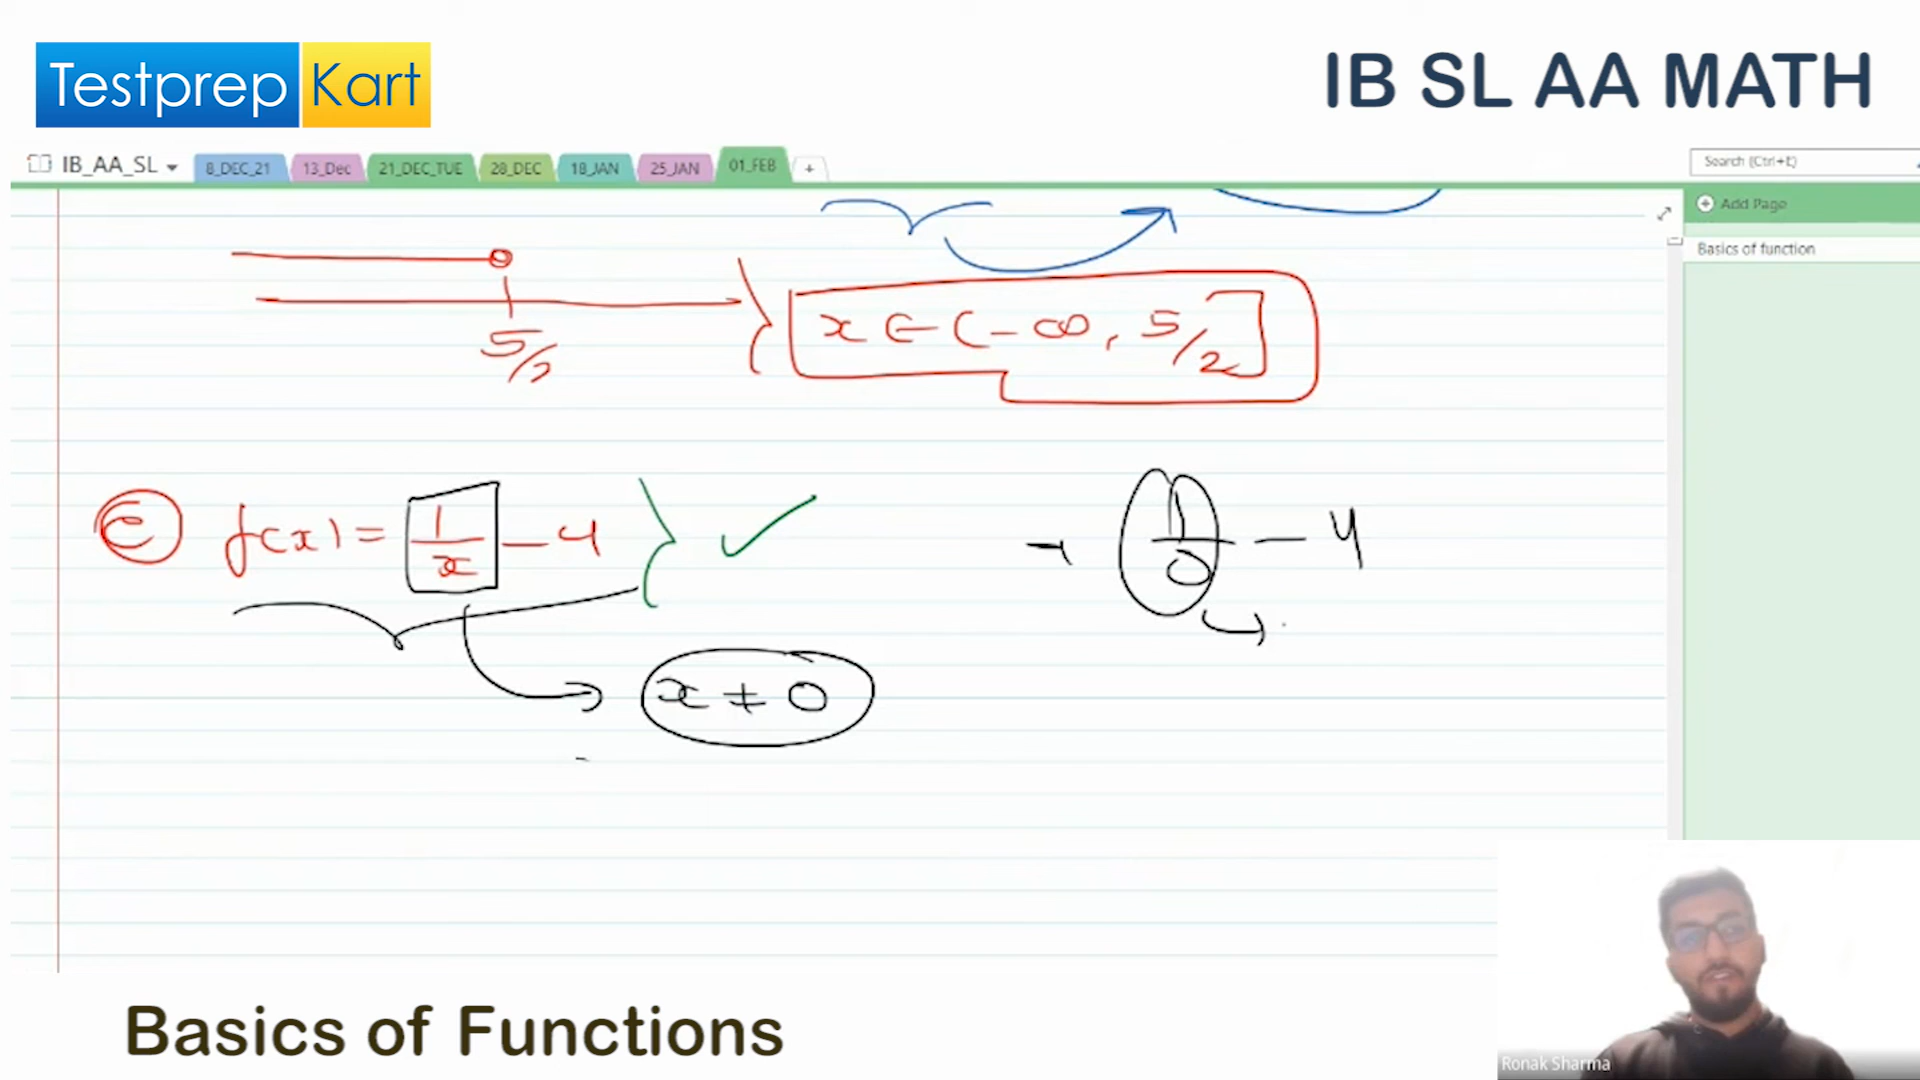 Testprep Kart
IB SL AA MATH
IB_AA_SL
8_DEC_21
13_Dec
21_DEC_TUE
28_DEC
18_JAN
25_JAN
01_FEB
+
Search (Ctrl+E)
Add Page
Basics of function
5/2
x ∈ (-∞, 5/2]
c f(x) = 1/x - 4
1/0 - 4
x ≠ 0
Basics of Functions
Ronak Sharma